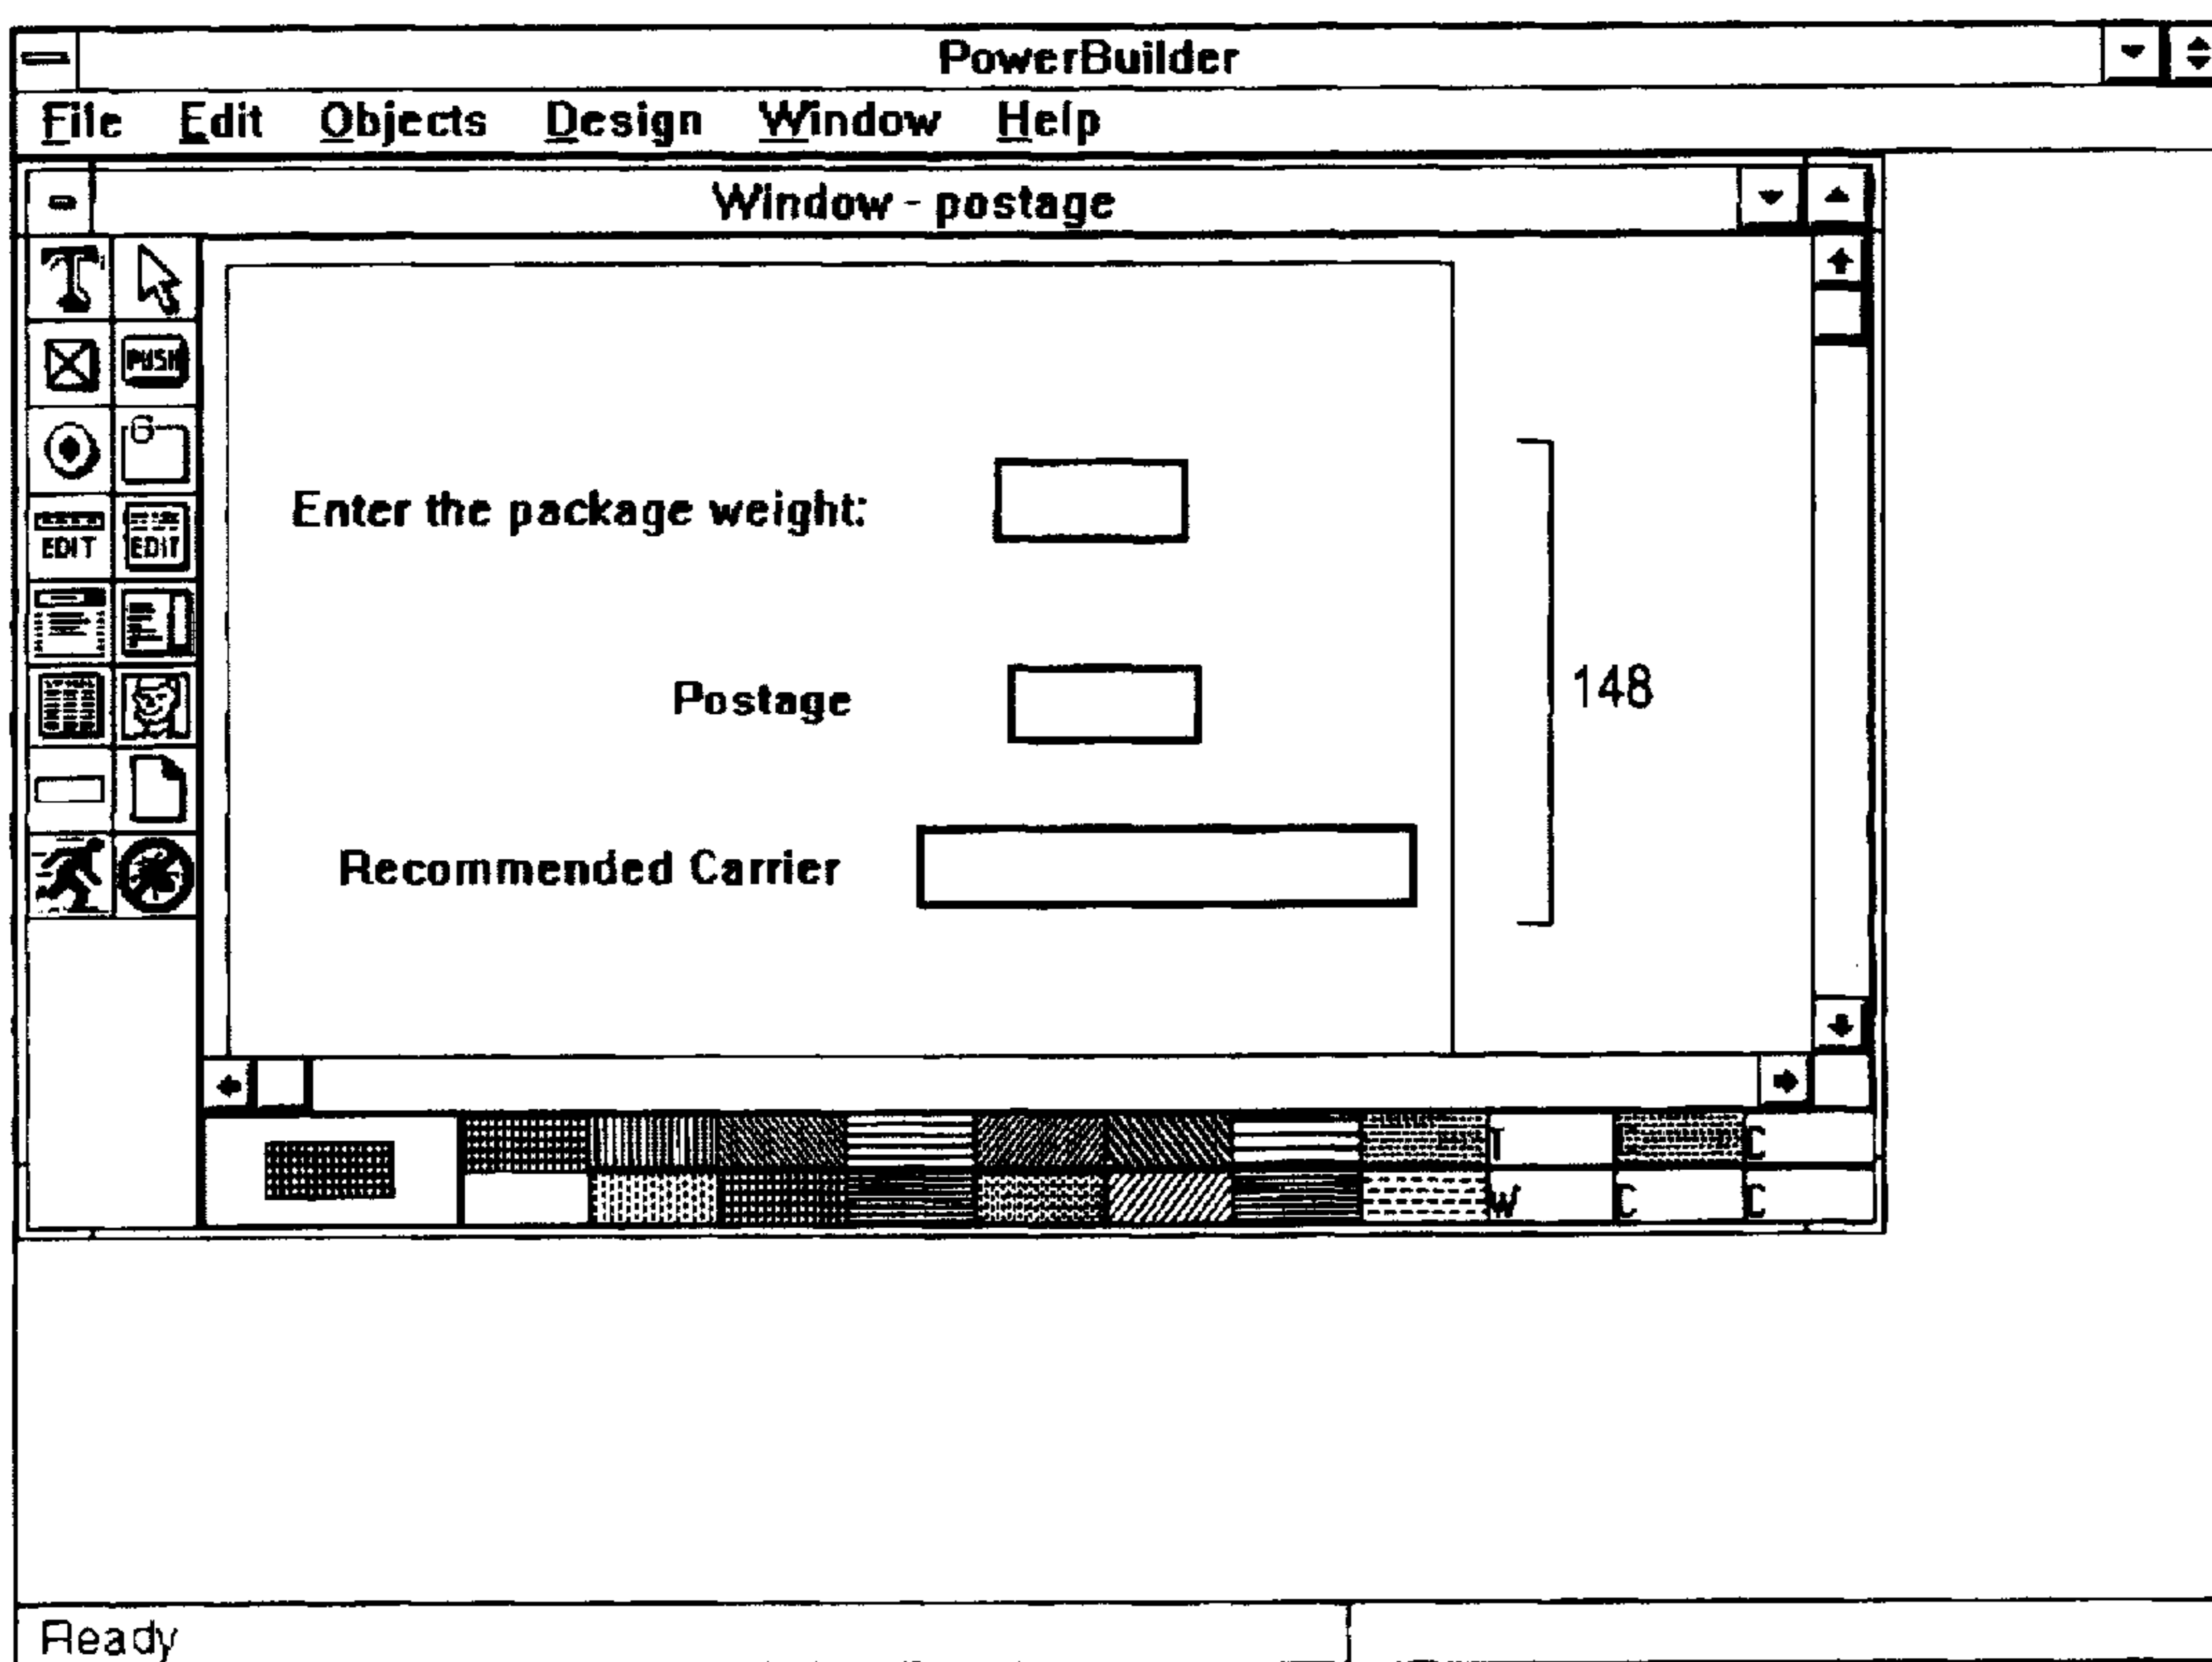 PowerBuilder
File Edit Objects Design Window Help
Window - postage
PUSH
6
Enter the package weight:
EDIT EDIT
Postage
148
Recommended Carrier
T C
W C C
Ready